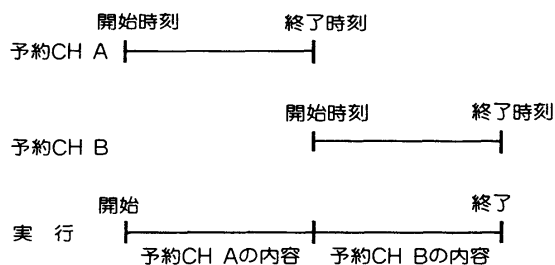 開始時刻 終了時刻
予約CH A
開始時刻 終了時刻
予約CH B
開始 終了
実 行
予約CH Aの内容 予約CH Bの内容